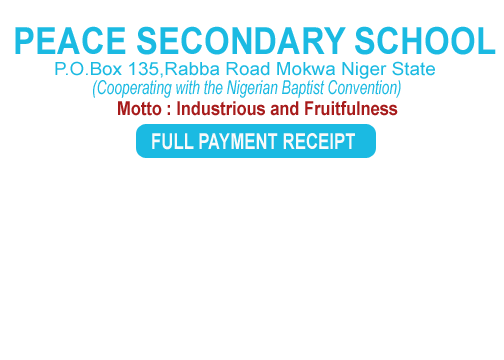 PEACE SECONDARY SCHOOL
P.O.Box 135,Rabba Road Mokwa Niger State
(Cooperating with the Nigerian Baptist Convention)
Motto : Industrious and Fruitfulness
FULL PAYMENT RECEIPT